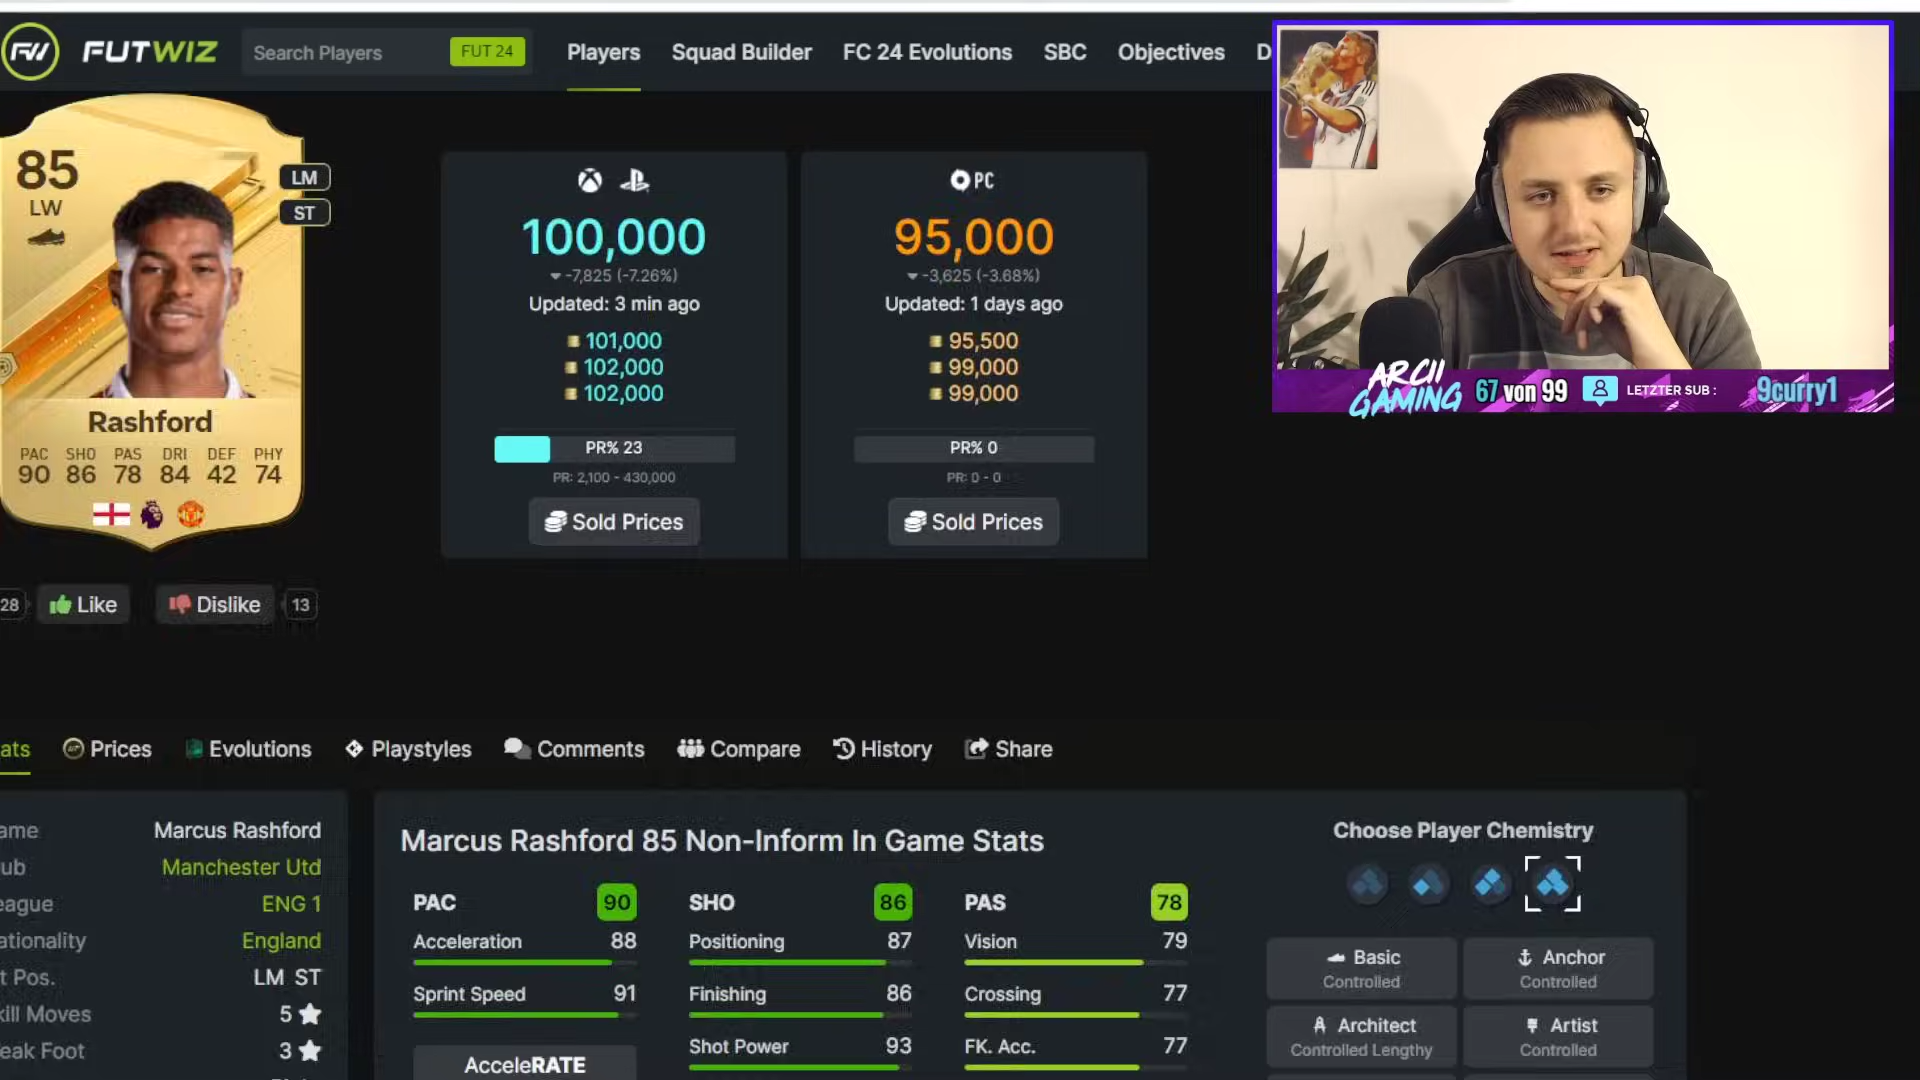 FUTWIZ
Search Players
FUT 24
Players
Squad Builder
FC 24 Evolutions
SBC
Objectives
D
85
LW
LM
ST
Rashford
PAC SHO PAS DRI DEF PHY
90 86 78 84 42 74
28
Like
Dislike
13
100,000
-7,825 (-7.26%)
Updated: 3 min ago
101,000
102,000
102,000
PR% 23
PR: 2,100 - 430,000
Sold Prices
PC
95,000
-3,625 (-3.68%)
Updated: 1 days ago
95,500
99,000
99,000
PR% 0
PR: 0 - 0
Sold Prices
ARCII
GAMING
67 von 99
LETZTER SUB :
9curry1
ats
Prices
Evolutions
Playstyles
Comments
Compare
History
Share
ame Marcus Rashford
ub Manchester Utd
eague ENG 1
ationality England
t Pos. LM ST
kill Moves 5
eak Foot 3
Marcus Rashford 85 Non-Inform In Game Stats
PAC 90
Acceleration 88
Sprint Speed 91
AcceleRATE
SHO 86
Positioning 87
Finishing 86
Shot Power 93
PAS 78
Vision 79
Crossing 77
FK. Acc. 77
Choose Player Chemistry
Basic
Controlled
Anchor
Controlled
Architect
Controlled Lengthy
Artist
Controlled